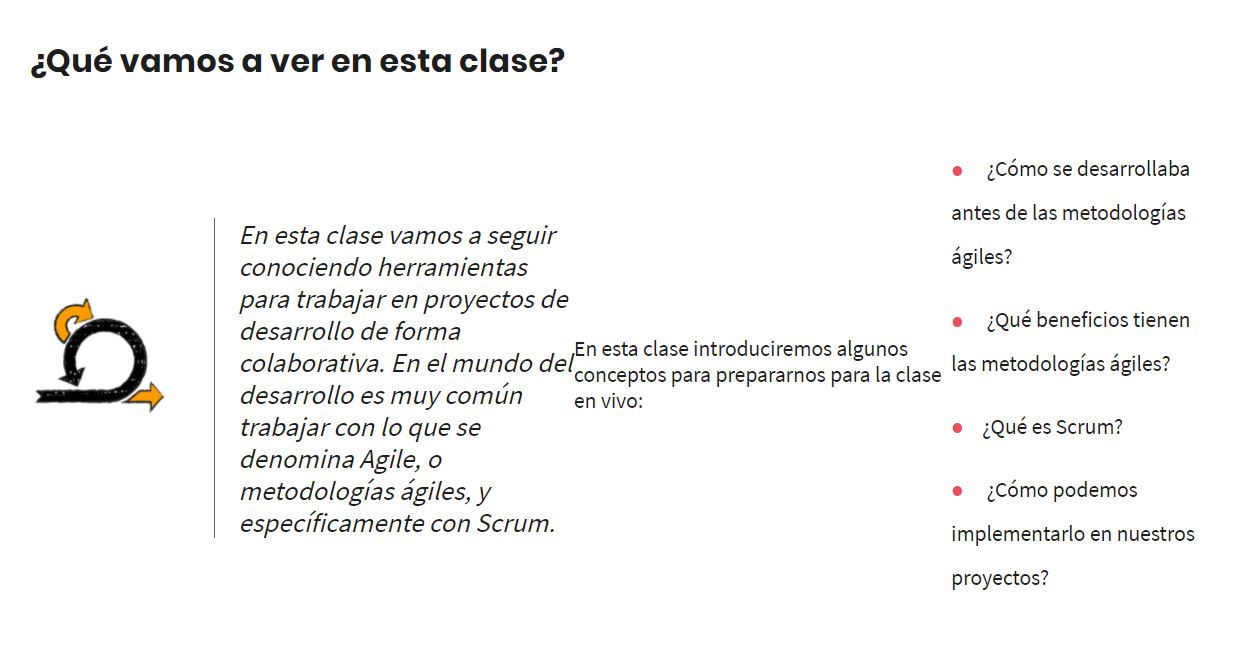 ¿Qué vamos a ver en esta clase?
En esta clase vamos a seguir
conociendo herramientas
para trabajar en proyectos de
desarrollo de forma
colaborativa. En el mundo del
desarrollo es muy común
trabajar con lo que se
denomina Agile, o
metodologías ágiles, y
específicamente con Scrum.
En esta clase introduciremos algunos
conceptos para prepararnos para la clase
en vivo:
● ¿Cómo se desarrollaba
antes de las metodologías
ágiles?
● ¿Qué beneficios tienen
las metodologías ágiles?
● ¿Qué es Scrum?
● ¿Cómo podemos
implementarlo en nuestros
proyectos?